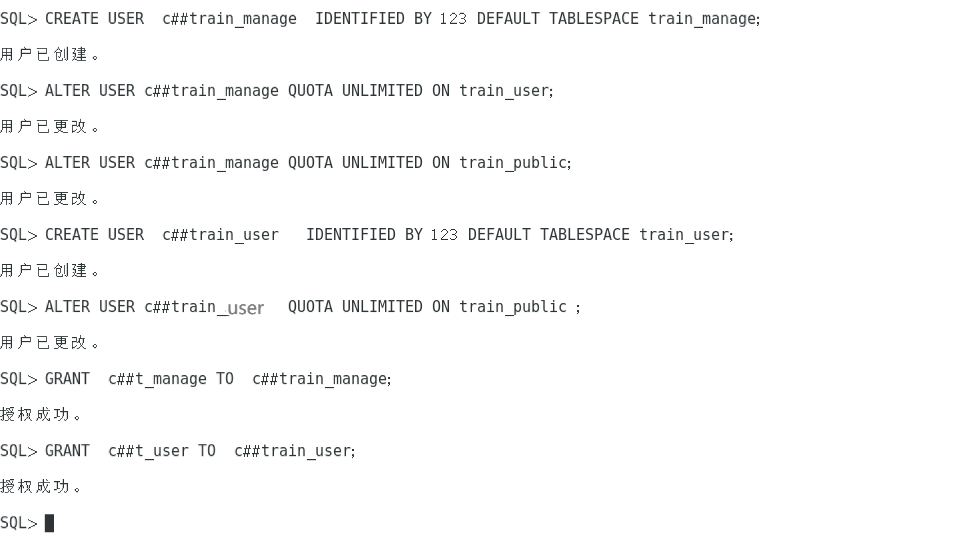 SQL> CREATE USER  c##train_manage  IDENTIFIED BY 123 DEFAULT TABLESPACE train_manage;
用户已创建。
SQL> ALTER USER c##train_manage QUOTA UNLIMITED ON train_user;
用户已更改。
SQL> ALTER USER c##train_manage QUOTA UNLIMITED ON train_public;
用户已更改。
SQL> CREATE USER  c##train_user   IDENTIFIED BY 123 DEFAULT TABLESPACE train_user;
用户已创建。
SQL> ALTER USER c##train_user   QUOTA UNLIMITED ON train_public ;
用户已更改。
SQL> GRANT  c##t_manage TO  c##train_manage;
授权成功。
SQL> GRANT  c##t_user TO  c##train_user;
授权成功。
SQL>